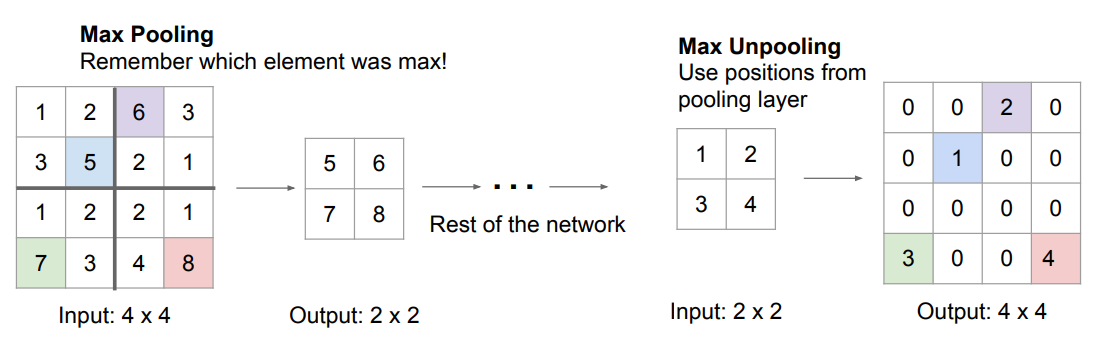 Max Pooling
Remember which element was max!
1 2 6 3
3 5 2 1
1 2 2 1
7 3 4 8
Input: 4 x 4
5 6
7 8
Output: 2 x 2
...
Rest of the network
Max Unpooling
Use positions from
pooling layer
1 2
3 4
Input: 2 x 2
0 0 2 0
0 1 0 0
0 0 0 0
3 0 0 4
Output: 4 x 4